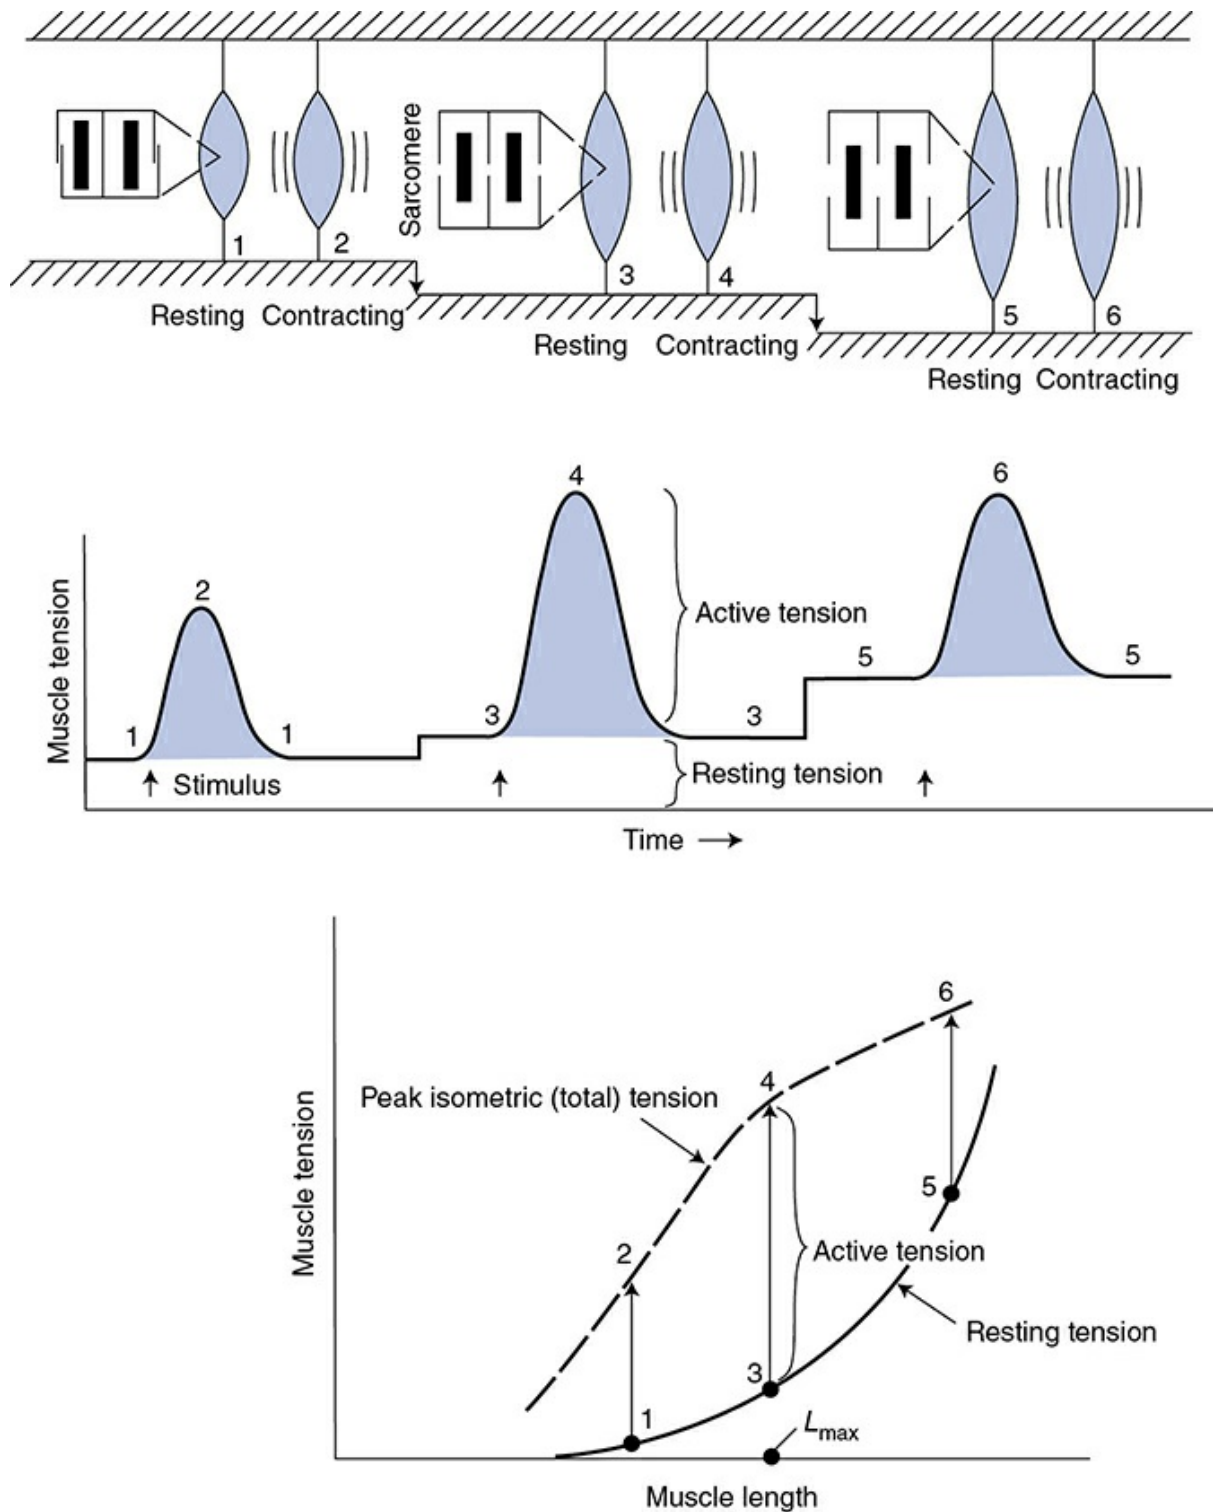 Sarcomere
1
2
3
4
5
6
Resting
Contracting
Resting
Contracting
Resting
Contracting
Muscle tension
4
6
2
Active tension
5
5
3
3
1
1
Resting tension
Stimulus
Time
Muscle tension
6
4
Peak isometric (total) tension
5
2
Active tension
Resting tension
3
1
Lmax
Muscle length